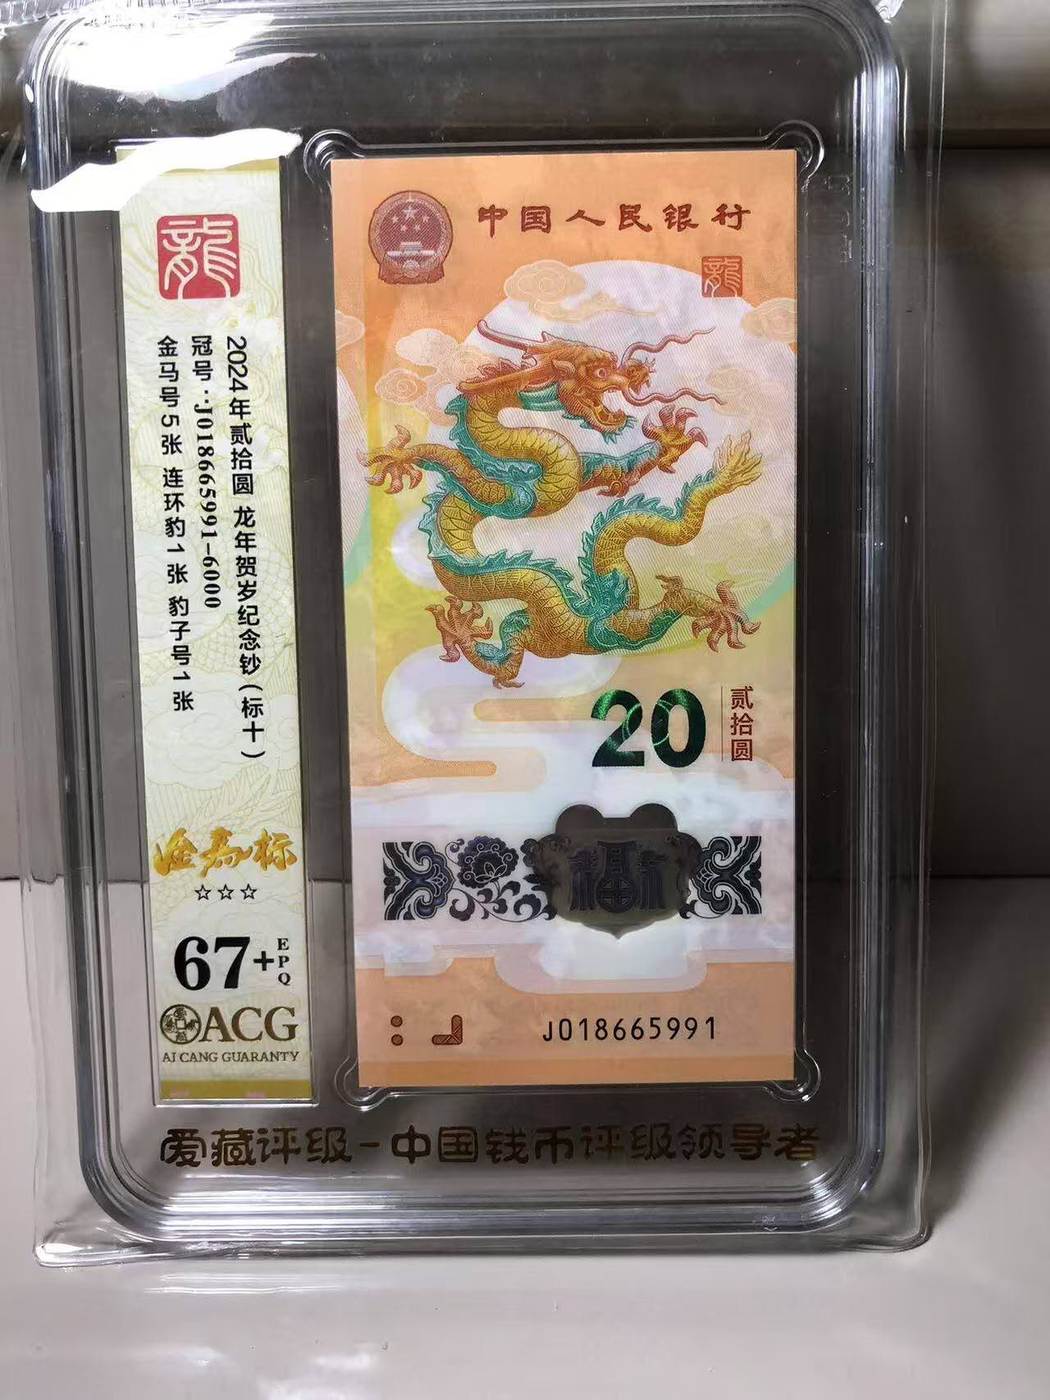 龍
2024年贰拾圆 龙年贺岁纪念钞(标十)
冠号:J018665991-6000
金马号5张 连环豹1张 豹子号1张
金马标
☆☆☆
67+EPQ
ACG
AI CANG GUARANTY
中国人民银行
龍
20
贰拾圆
福
J018665991
爱藏评级-中国钱币评级领导者